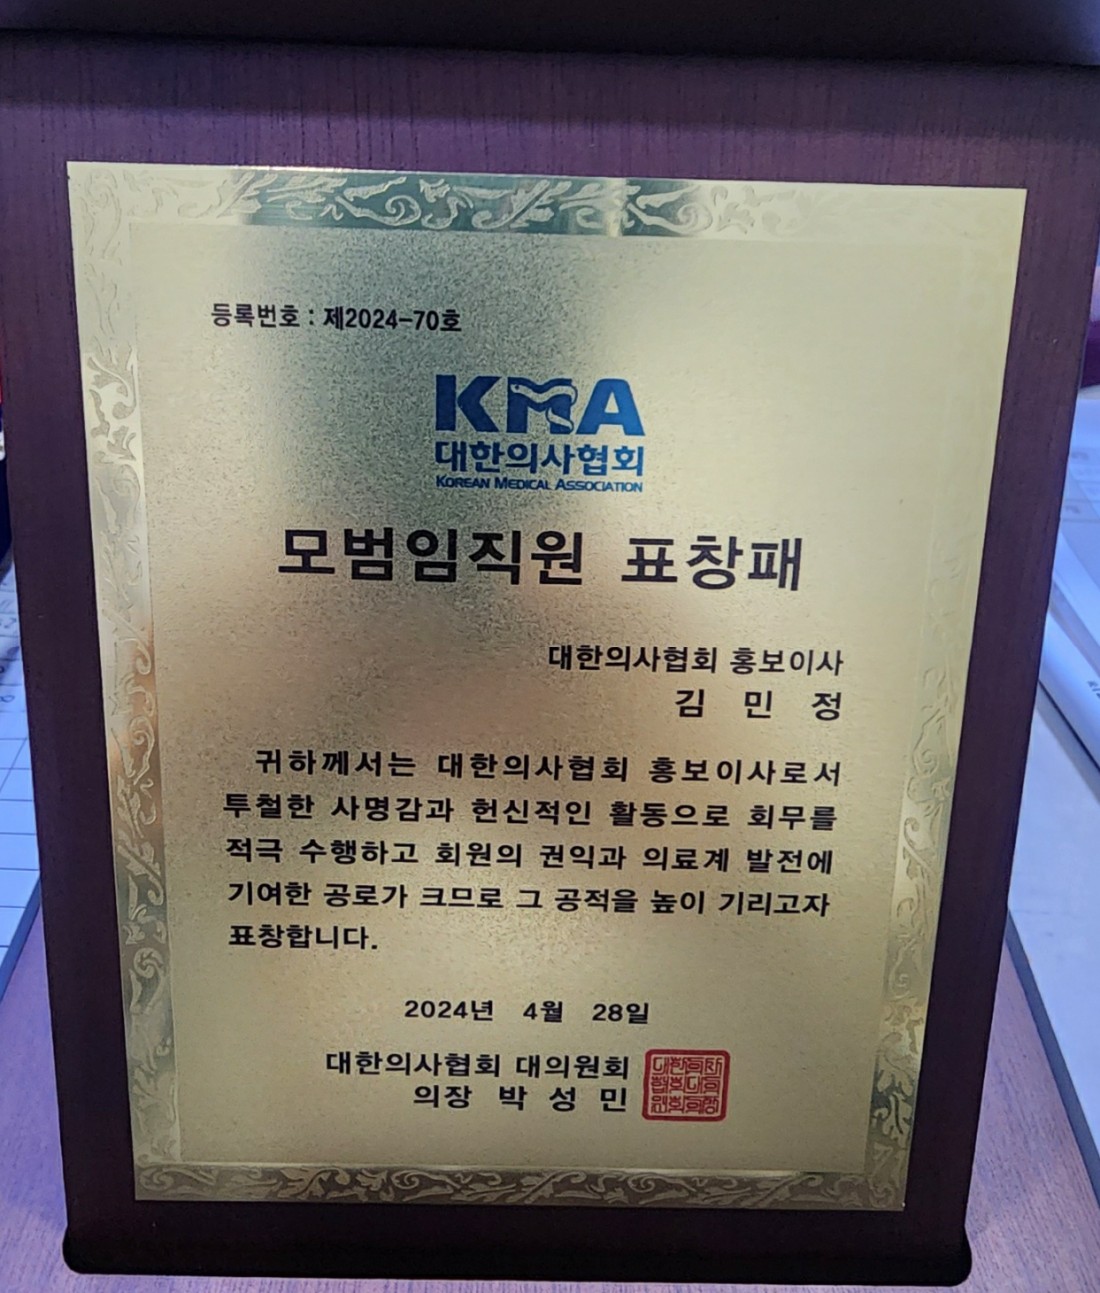 등록번호 : 제2024-70호
KMA
대한의사협회
KOREAN MEDICAL ASSOCIATION
모범임직원 표창패
대한의사협회 홍보이사
김 민 정
귀하께서는 대한의사협회 홍보이사로서
투철한 사명감과 헌신적인 활동으로 회무를
적극 수행하고 회원의 권익과 의료계 발전에
기여한 공로가 크므로 그 공적을 높이 기리고자
표창합니다.
2024년 4월 28일
대한의사협회 대의원회
의장 박 성 민